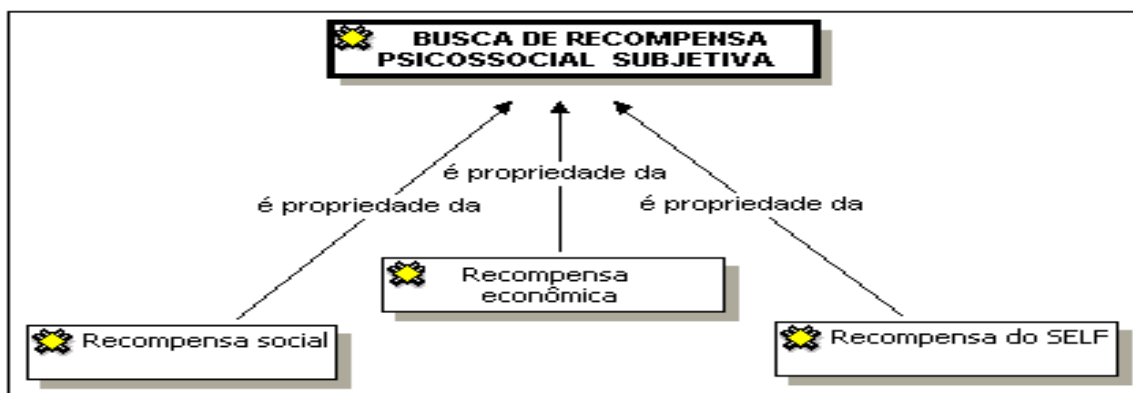 BUSCA DE RECOMPENSA
PSICOSSOCIAL SUBJETIVA
é propriedade da
é propriedade da
é propriedade da
Recompensa
econômica
Recompensa social
Recompensa do SELF